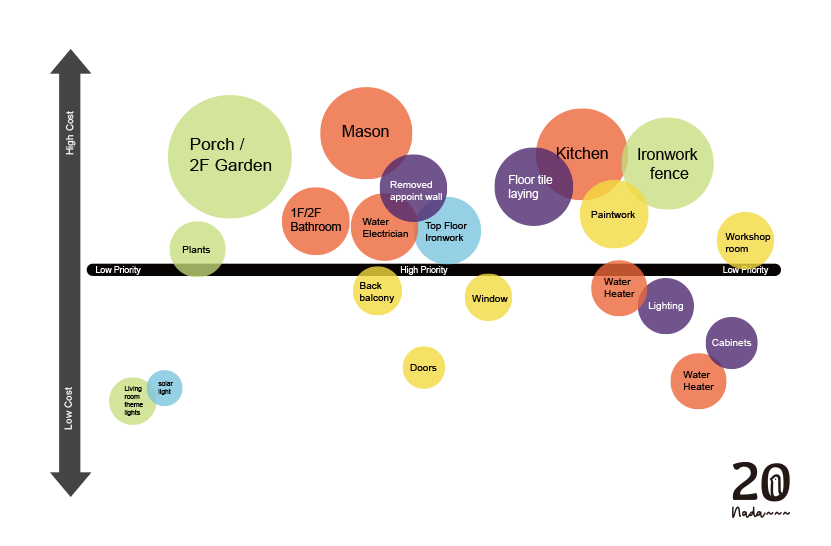 High Cost
Porch /
2F Garden
Mason
Kitchen
Ironwork
fence
Floor tile
laying
Removed
appoint wall
1F/2F
Bathroom
Water
Electrician
Top Floor
Ironwork
Paintwork
Workshop
room
Plants
Low Priority
High Priority
Low Priority
Back
balcony
Window
Water
Heater
Lighting
Cabinets
Doors
Water
Heater
Living
room
theme
lights
solar
light
Low Cost
20
Nada~~~